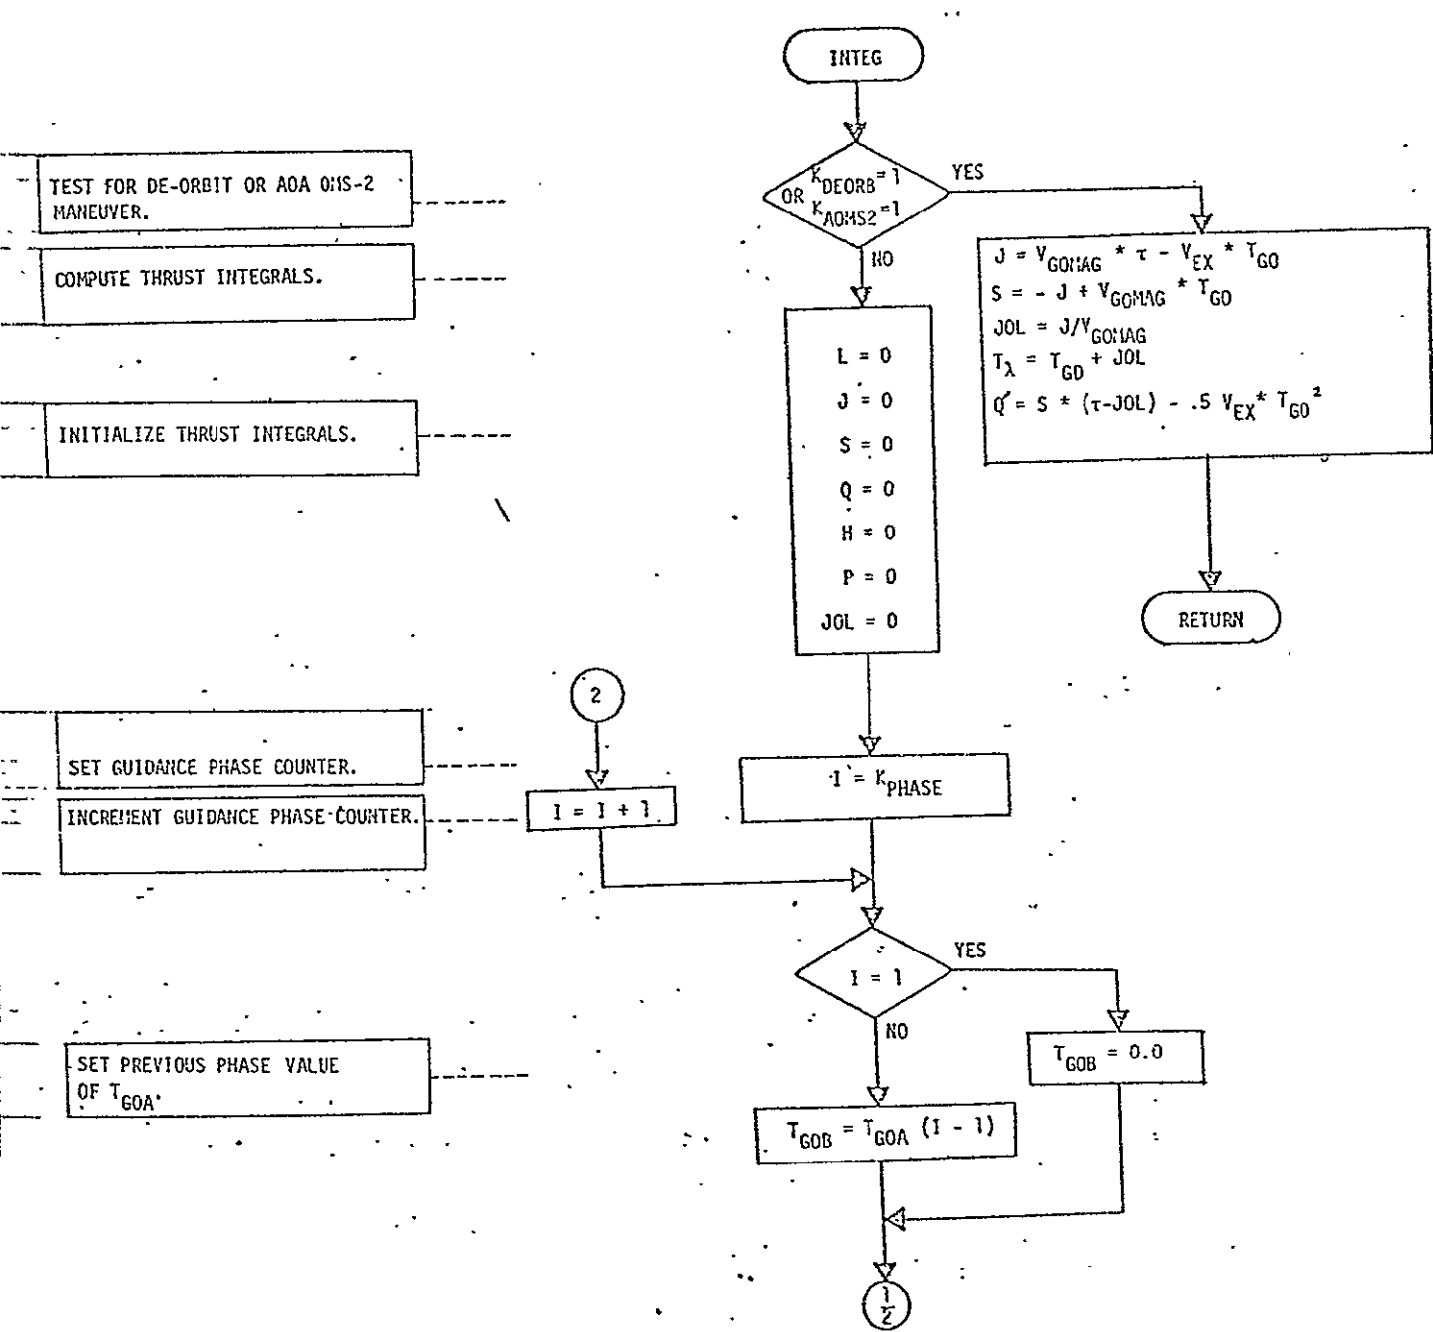 INTEG
TEST FOR DE-ORBIT OR AOA OMS-2
MANEUVER.
K_DEORB = 1
OR K_AOMS2 = 1
YES
NO
COMPUTE THRUST INTEGRALS.
J = V_GOMAG * τ - V_EX * T_GO
S = - J + V_GOMAG * T_GO
JOL = J/V_GOMAG
T_λ = T_GO + JOL
Q = S * (τ-JOL) - .5 V_EX * T_GO²
RETURN
INITIALIZE THRUST INTEGRALS.
L = 0
J = 0
S = 0
Q = 0
H = 0
P = 0
JOL = 0
SET GUIDANCE PHASE COUNTER.
I = K_PHASE
2
INCREMENT GUIDANCE PHASE COUNTER.
I = I + 1
I = 1
YES
NO
SET PREVIOUS PHASE VALUE
OF T_GOA.
T_GOB = 0.0
T_GOB = T_GOA (I - 1)
1
2